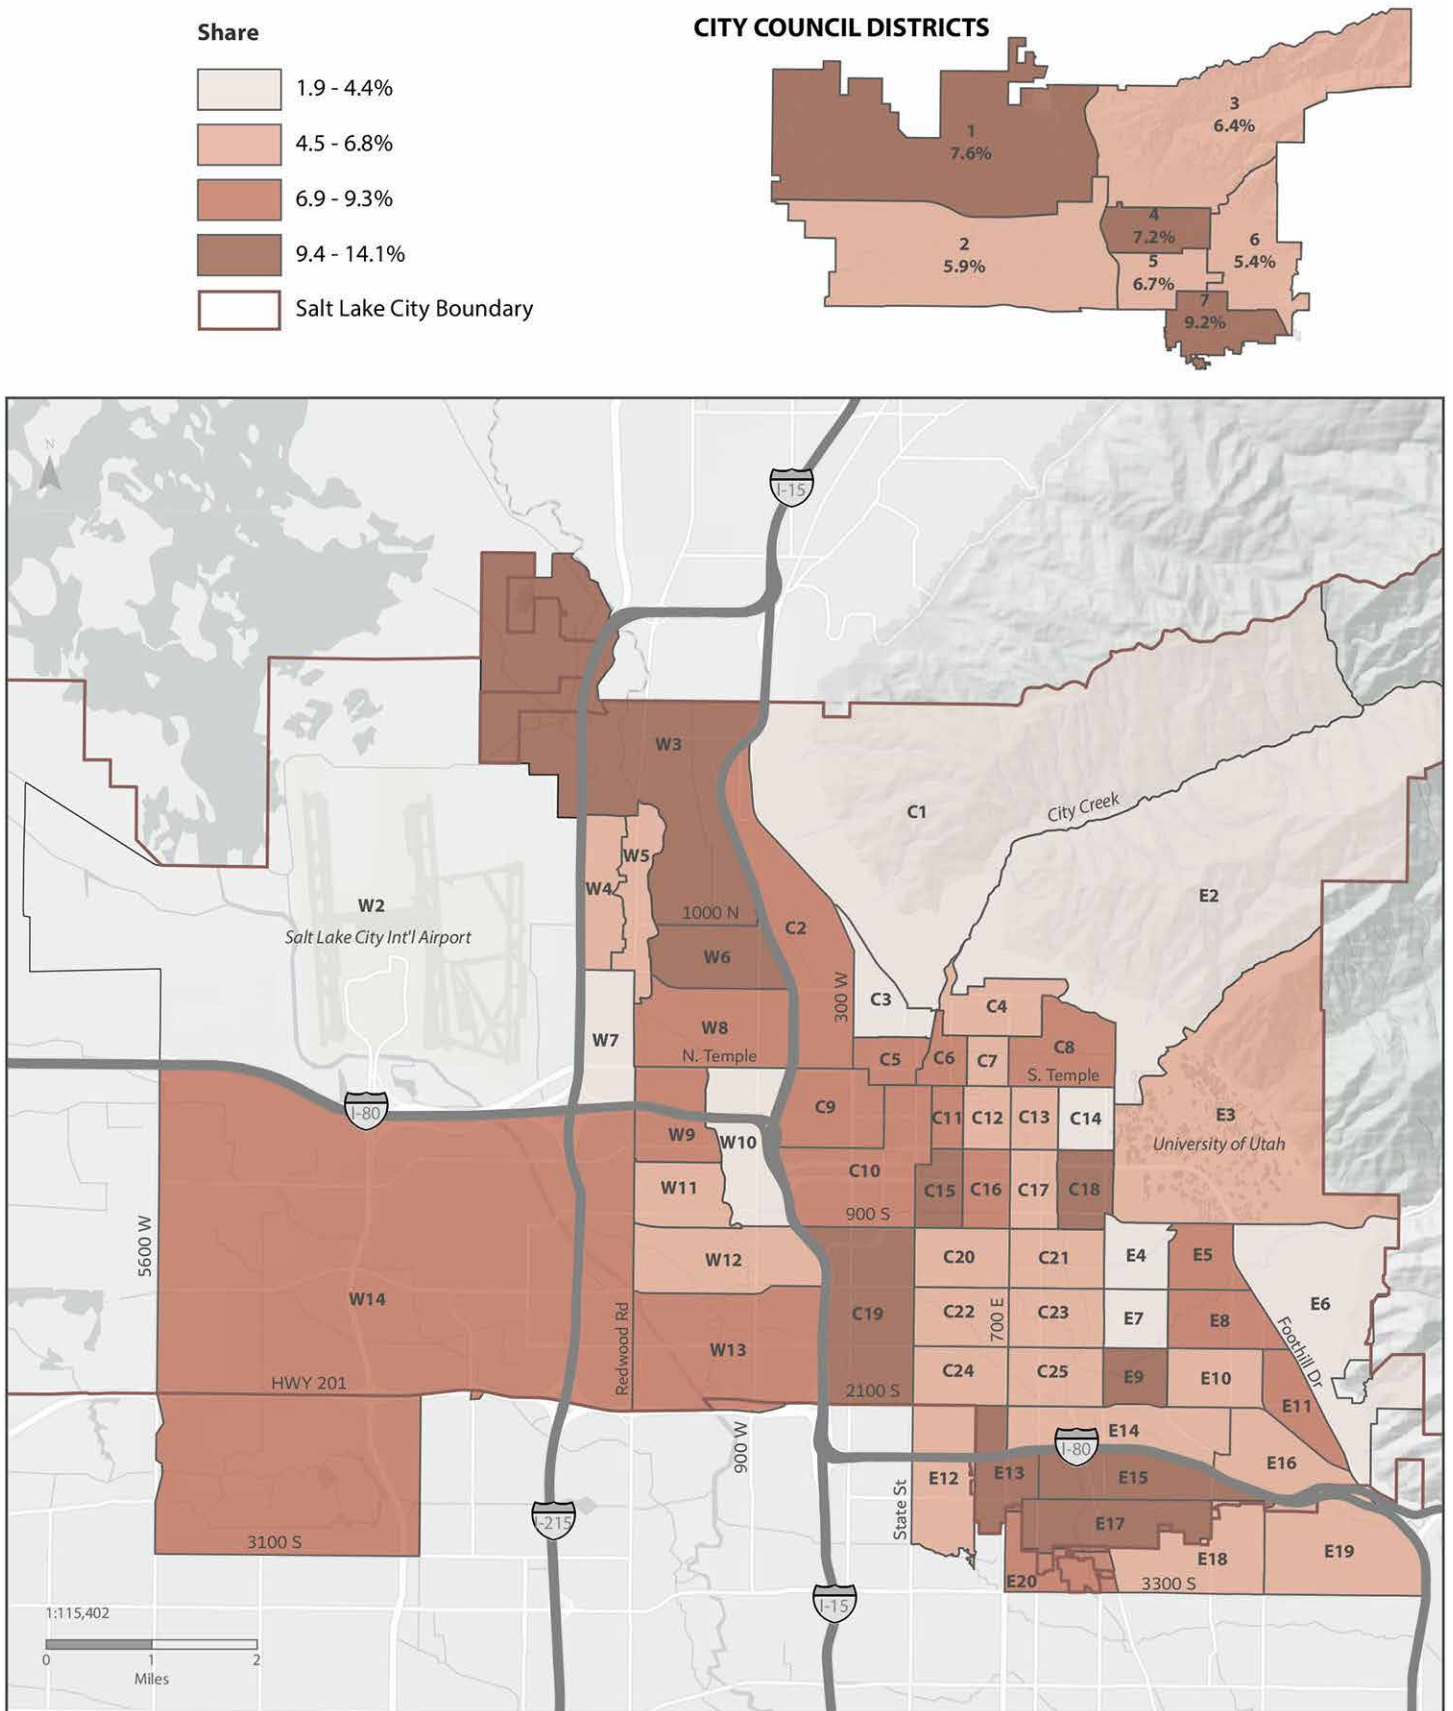 Share
1.9 - 4.4%
4.5 - 6.8%
6.9 - 9.3%
9.4 - 14.1%
Salt Lake City Boundary
CITY COUNCIL DISTRICTS
1
7.6%
3
6.4%
2
5.9%
4
7.2%
5
6.7%
6
5.4%
7
9.2%
N
I-15
W3
C1
City Creek
W5
W4
E2
W2
Salt Lake City Int'l Airport
1000 N
C2
W6
300 W
C3
C4
W7
W8
N. Temple
C5
C6
C7
C8
S. Temple
I-80
C9
C11
C12
C13
C14
E3
University of Utah
W9
W10
C10
W11
C15
C16
C17
C18
900 S
5600 W
W12
C20
C21
E4
E5
W14
Redwood Rd
C19
C22
700 E
C23
E7
E8
E6
Foothill Dr
W13
HWY 201
2100 S
C24
C25
E9
E10
E11
900 W
E14
I-80
State St
E12
E13
E15
E16
I-215
3100 S
E17
E18
E19
E20
3300 S
I-15
1:115,402
0
1
2
Miles